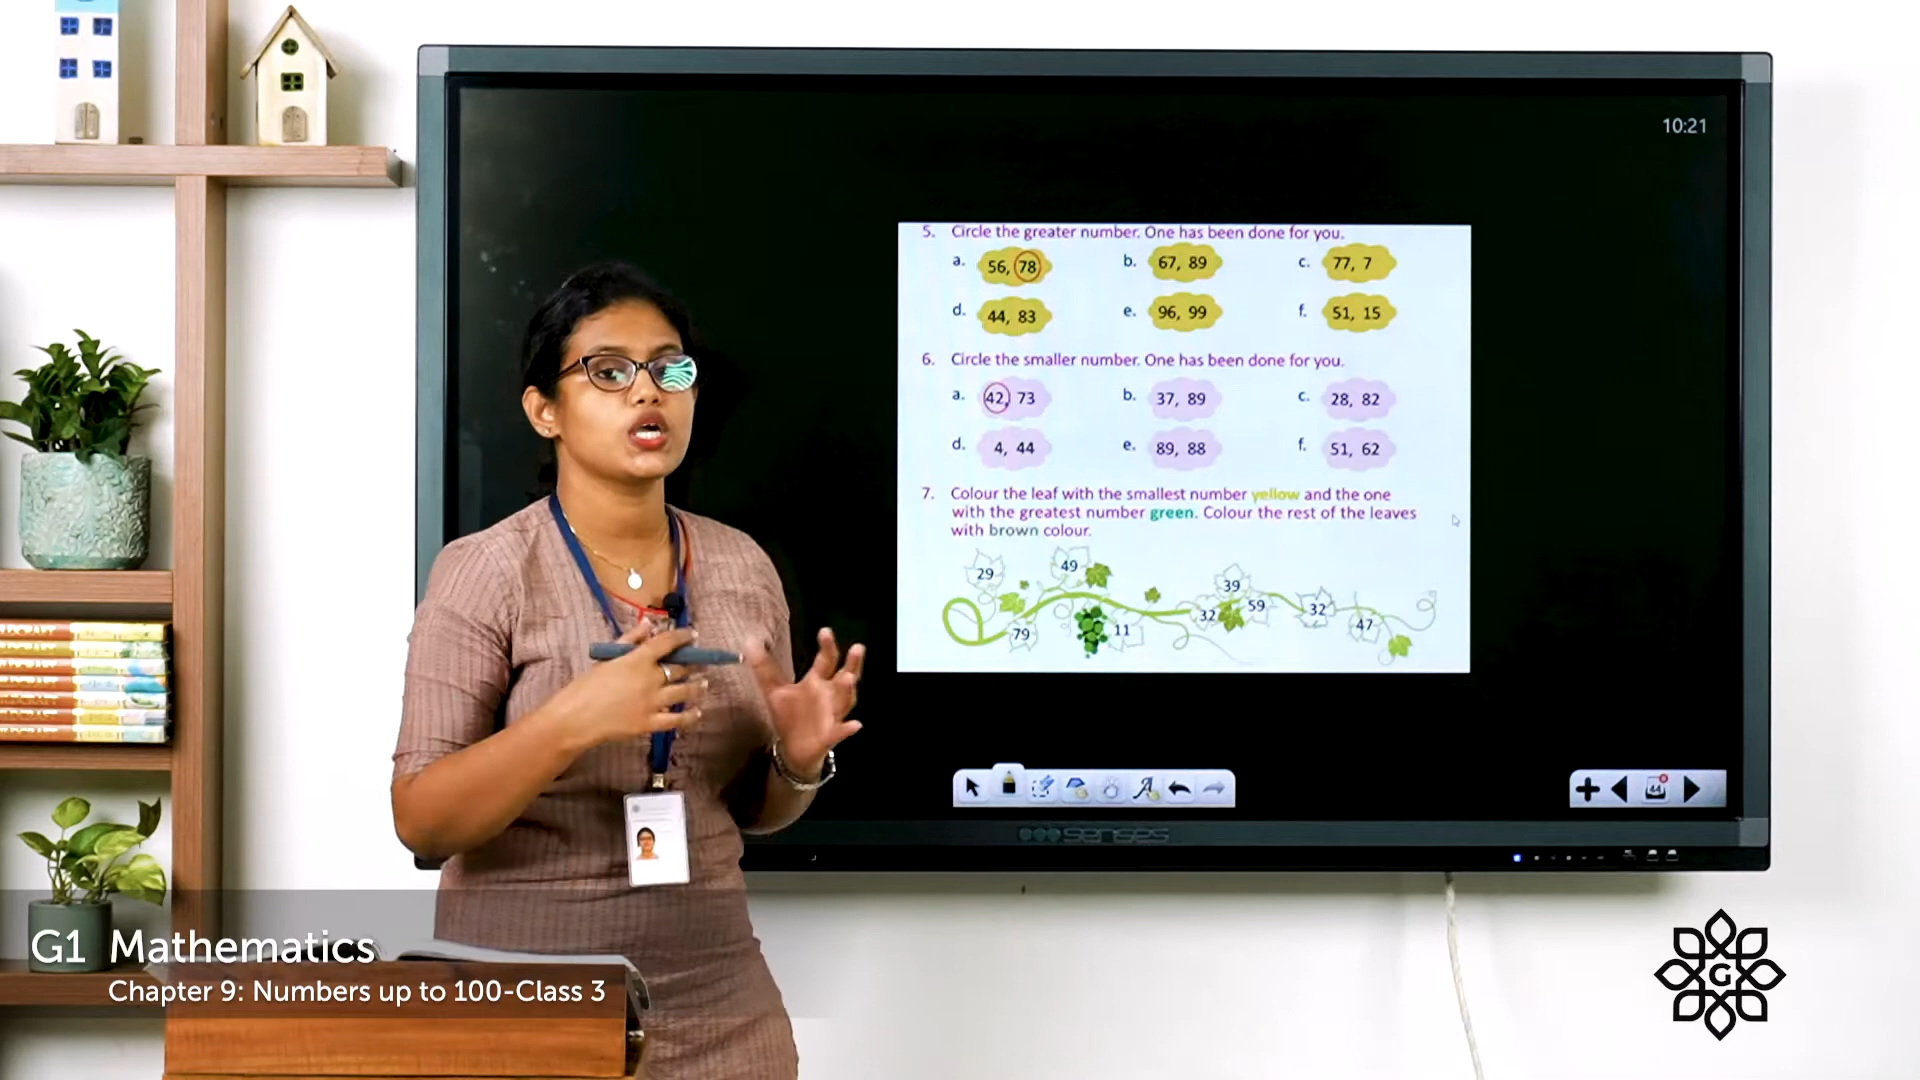 10:21
5. Circle the greater number. One has been done for you.
a. 56, 78 b. 67, 89 c. 77, 7
d. 44, 83 e. 96, 99 f. 51, 15
6. Circle the smaller number. One has been done for you.
a. 42, 73 b. 37, 89 c. 28, 82
d. 4, 44 e. 89, 88 f. 51, 62
7. Colour the leaf with the smallest number yellow and the one
with the greatest number green. Colour the rest of the leaves
with brown colour.
29 49 39
79 11 32 59 32 47
44
senses
G1 Mathematics
Chapter 9: Numbers up to 100-Class 3
G